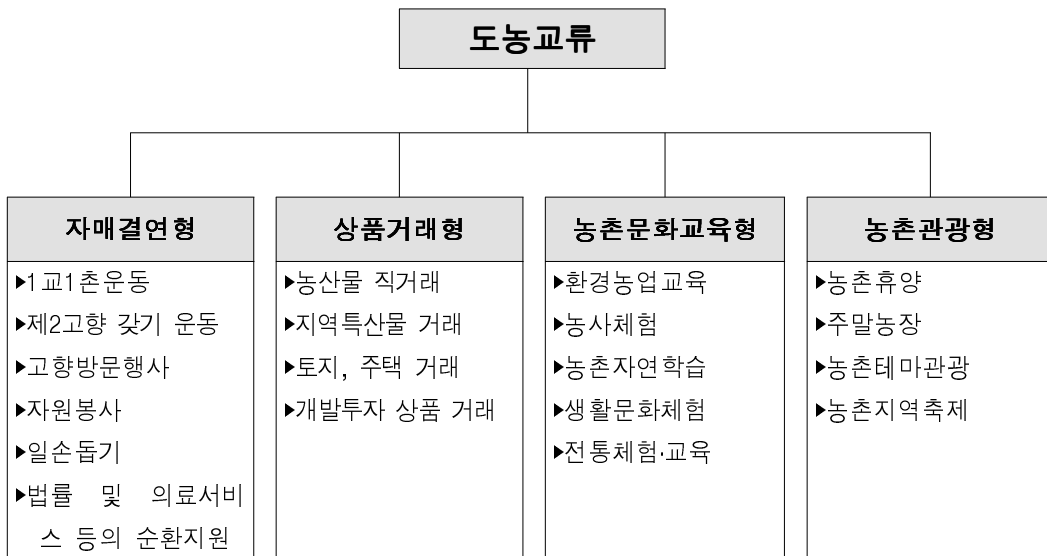 도농교류
자매결연형
▶1교1촌운동
▶제2고향 갖기 운동
▶고향방문행사
▶자원봉사
▶일손돕기
▶법률 및 의료서비
스 등의 순환지원
상품거래형
▶농산물 직거래
▶지역특산물 거래
▶토지, 주택 거래
▶개발투자 상품 거래
농촌문화교육형
▶환경농업교육
▶농사체험
▶농촌자연학습
▶생활문화체험
▶전통체험·교육
농촌관광형
▶농촌휴양
▶주말농장
▶농촌테마관광
▶농촌지역축제